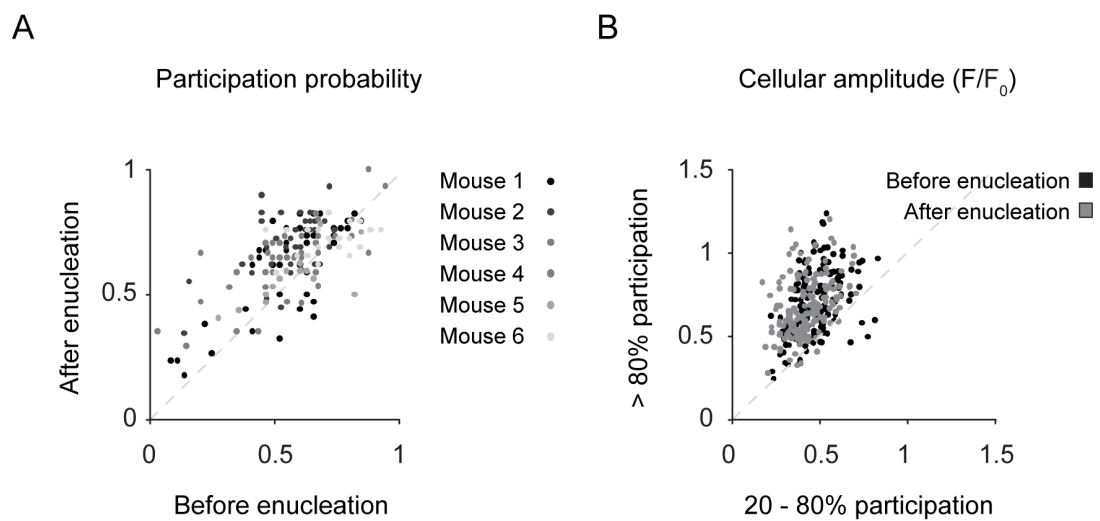 A
Participation probability
1
0.5
0
0
0.5
1
After enucleation
Before enucleation
Mouse 1
Mouse 2
Mouse 3
Mouse 4
Mouse 5
Mouse 6
B
Cellular amplitude (F/F0)
1.5
1
0.5
0
0
0.5
1
1.5
> 80% participation
20 - 80% participation
Before enucleation
After enucleation